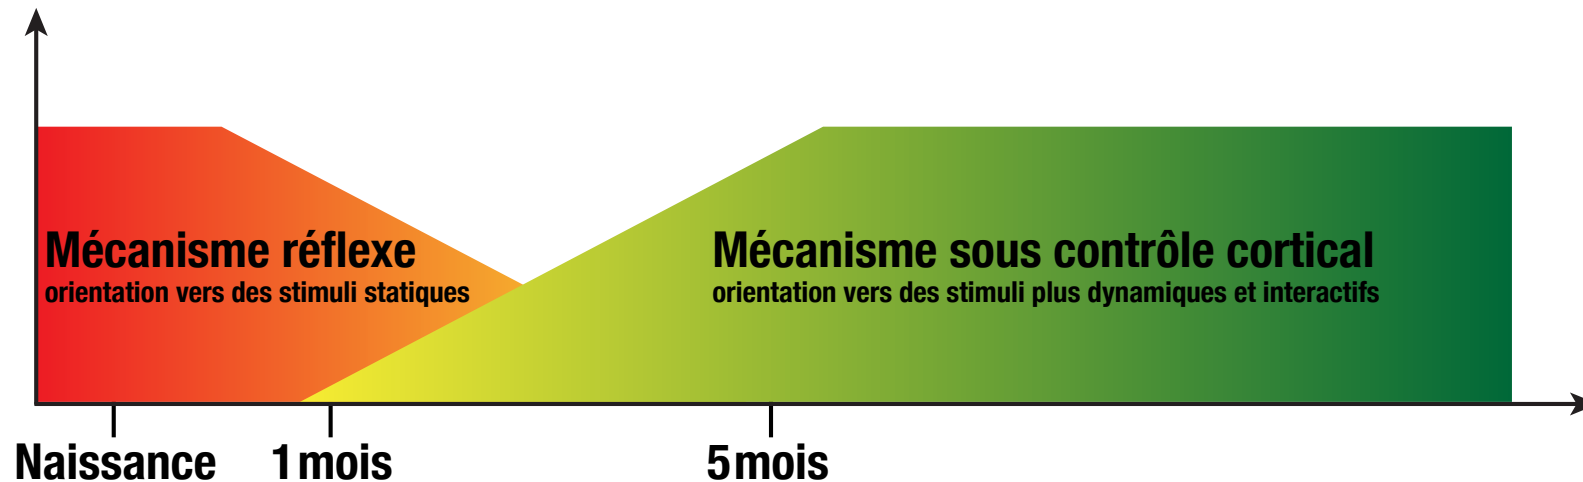 Mécanisme réflexe
orientation vers des stimuli statiques
Mécanisme sous contrôle cortical
orientation vers des stimuli plus dynamiques et interactifs
Naissance
1 mois
5 mois